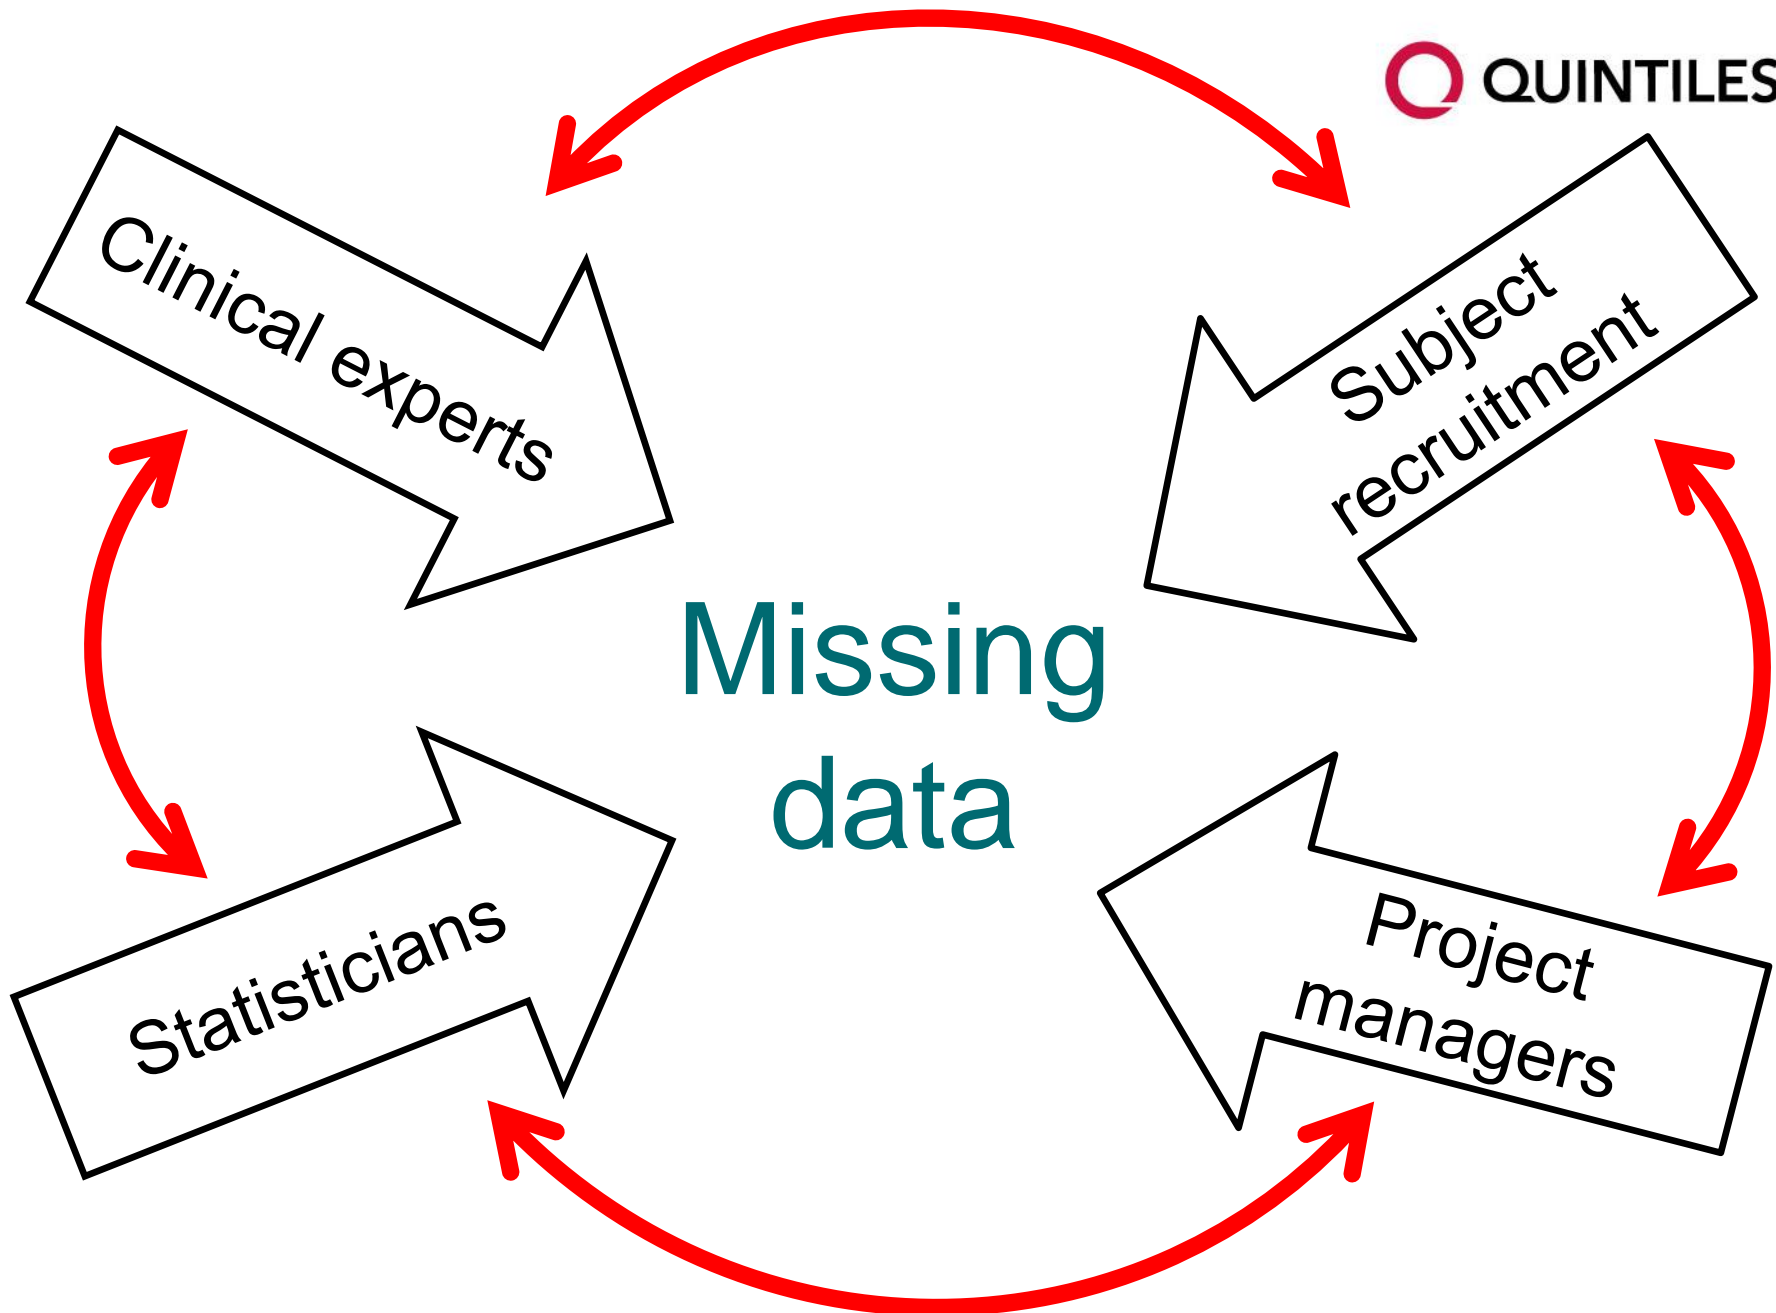 QUINTILES
Clinical experts
Subject
recruitment
Missing
data
Statisticians
Project
managers